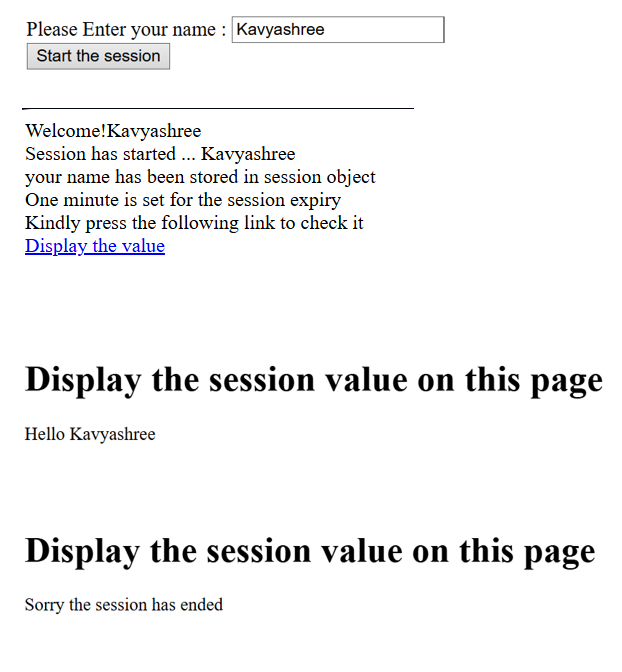 Please Enter your name : Kavyashree
Start the session
Welcome!Kavyashree
Session has started ... Kavyashree
your name has been stored in session object
One minute is set for the session expiry
Kindly press the following link to check it
Display the value
Display the session value on this page
Hello Kavyashree
Display the session value on this page
Sorry the session has ended